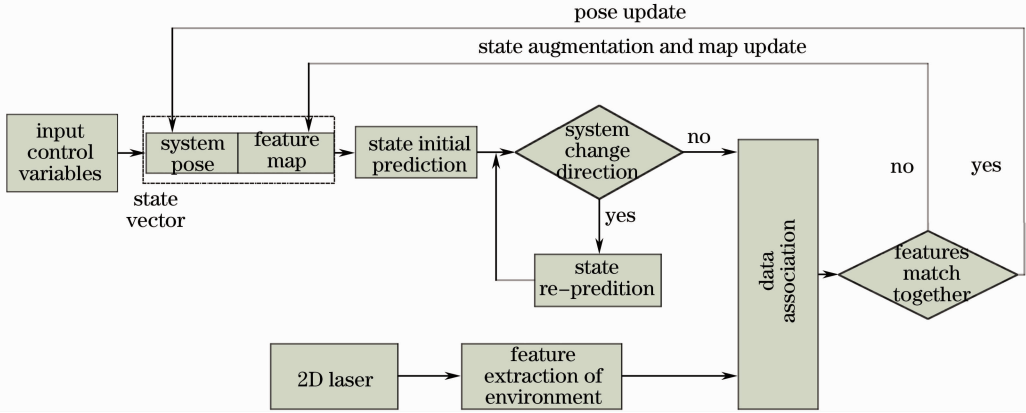 pose update
state augmentation and map update
input
control
variables
system
pose
feature
map
state
vector
state initial
prediction
system
change
direction
no
yes
state
re-predition
data
association
no
yes
features
match
together
2D laser
feature
extraction of
environment